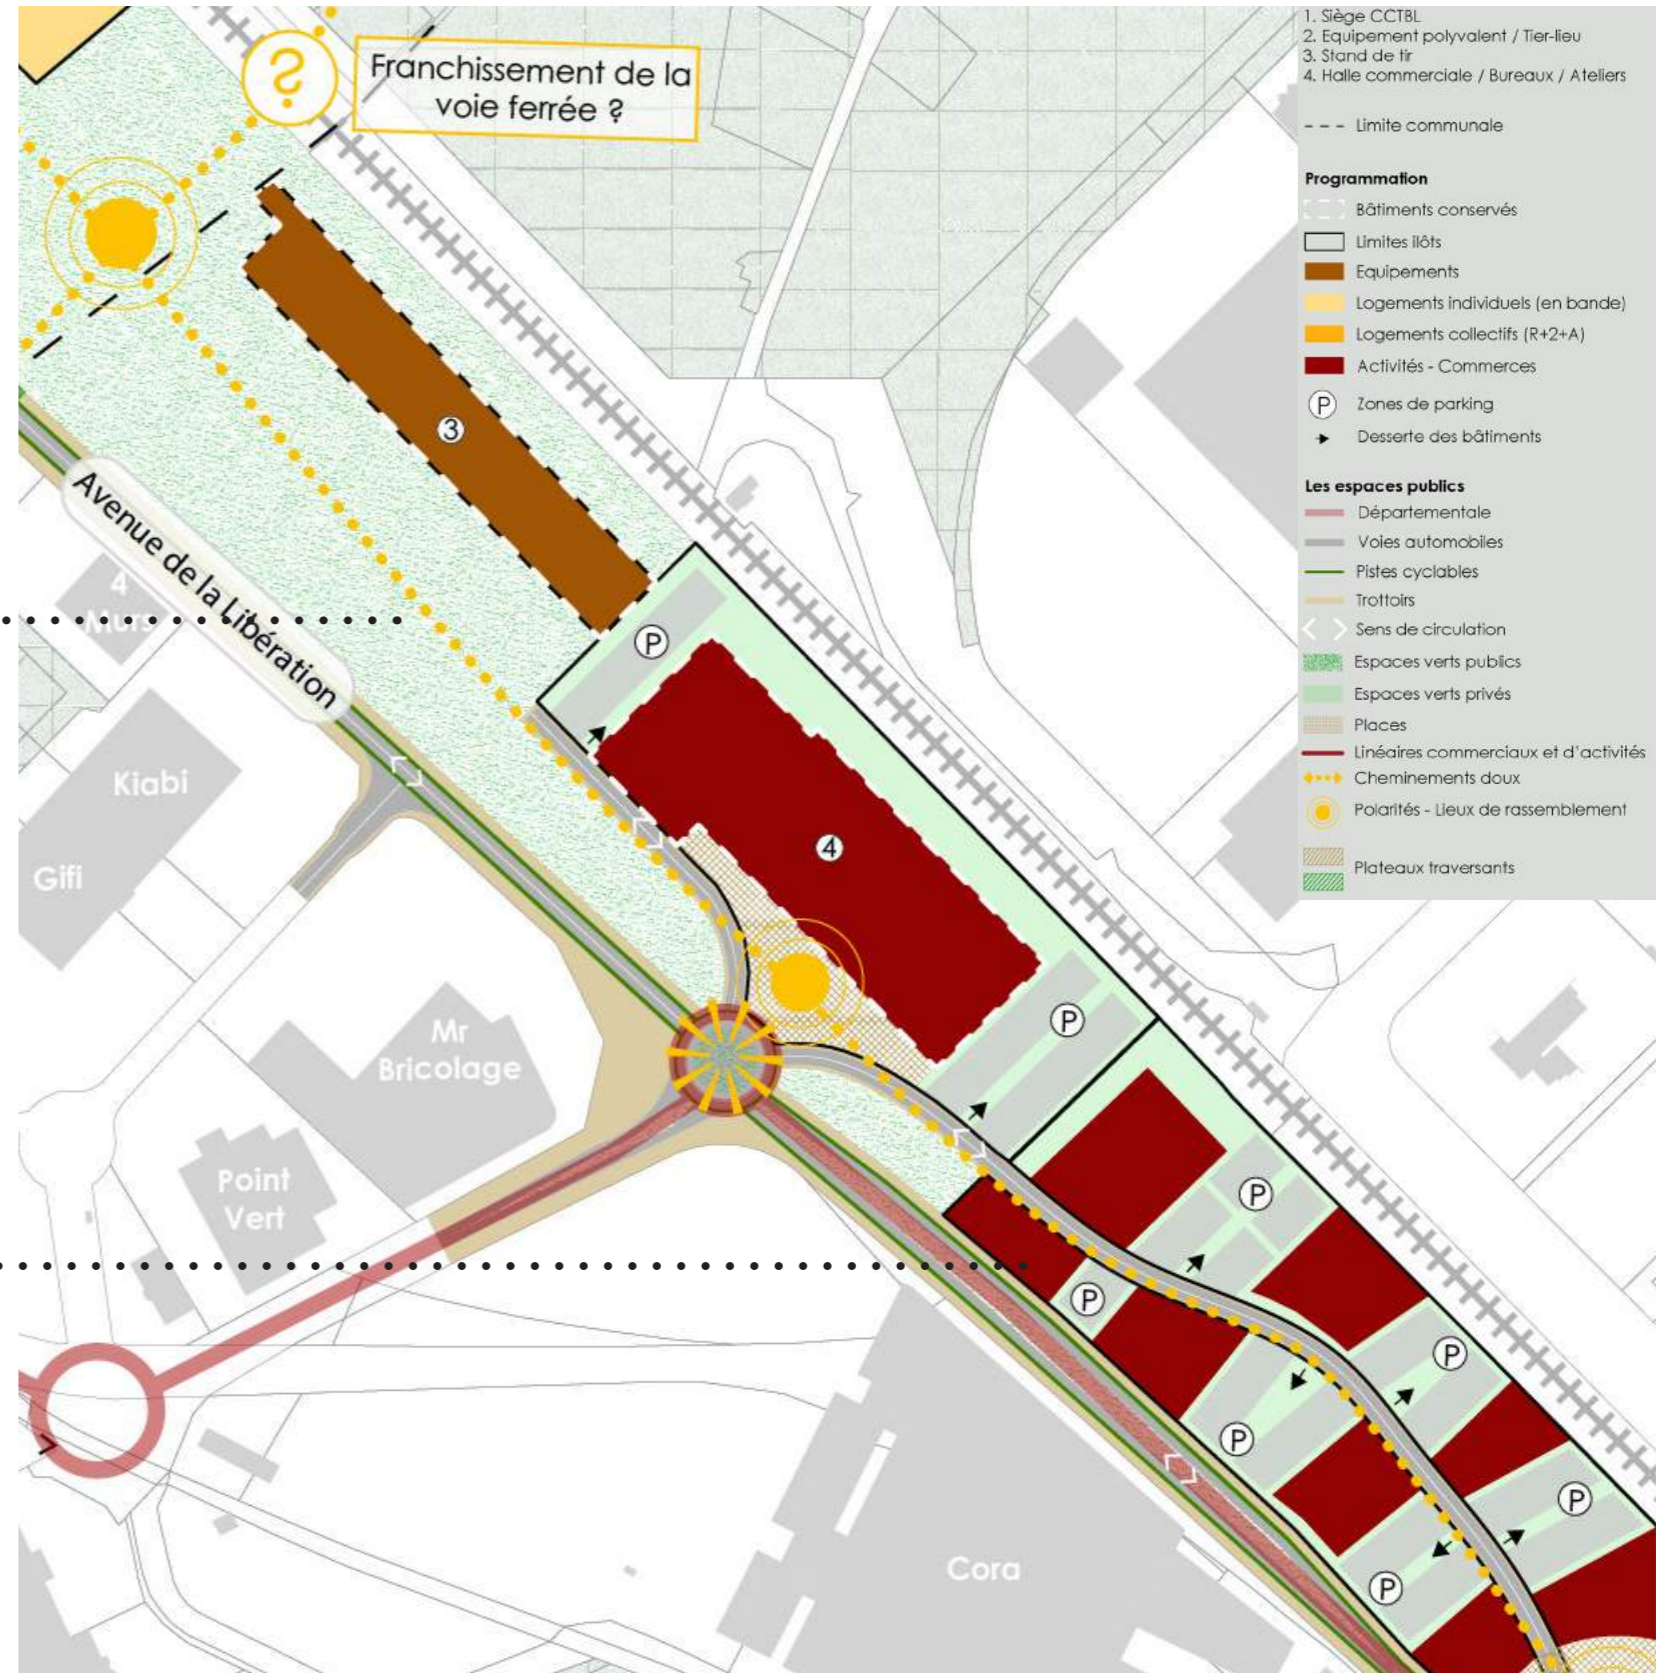 1. Siège CCTBL
2. Equipement polyvalent / Tier-lieu
3. Stand de tir
4. Halle commerciale / Bureaux / Ateliers
Limite communale
Programmation
Bâtiments conservés
Limites ilôts
Equipements
Logements individuels (en bande)
Logements collectifs (R+2+A)
Activités - Commerces
P Zones de parking
Desserte des bâtiments
Les espaces publics
Départementale
Voies automobiles
Pistes cyclables
Trottoirs
Sens de circulation
Espaces verts publics
Espaces verts privés
Places
Linéaires commerciaux et d'activités
Cheminements doux
Polarités - Lieux de rassemblement
Plateaux traversants
?
Franchissement de la
voie ferrée ?
3
Avenue de la Libération
4
Murs
P
Kiabi
4
Gifi
P
Mr
Bricolage
Point
Vert
P
P
P
P
P
Cora
P